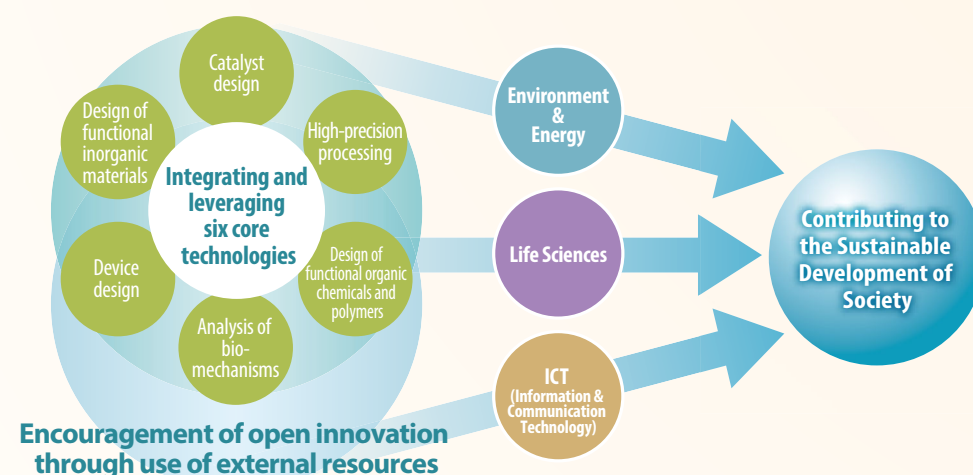 Catalyst
design
High-precision
processing
Design of
functional organic
chemicals and
polymers
Analysis of
bio-
mechanisms
Device
design
Design of
functional
inorganic
materials
Integrating and
leveraging
six core
technologies
Encouragement of open innovation
through use of external resources
Environment
&
Energy
Life Sciences
ICT
(Information &
Communication
Technology)
Contributing to
the Sustainable
Development of
Society